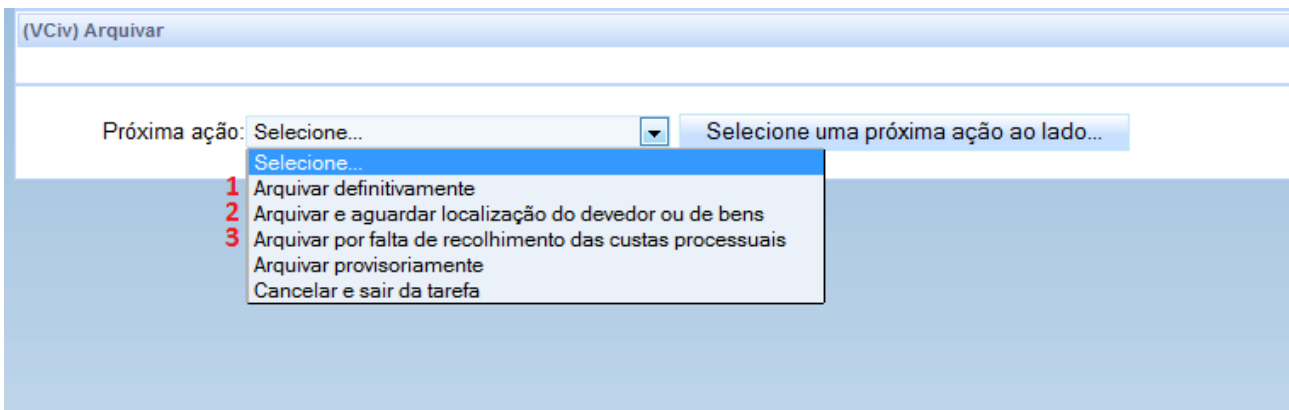 (VCiv) Arquivar
Próxima ação: Selecione... Selecione uma próxima ação ao lado...
Selecione...
1 Arquivar definitivamente
2 Arquivar e aguardar localização do devedor ou de bens
3 Arquivar por falta de recolhimento das custas processuais
Arquivar provisoriamente
Cancelar e sair da tarefa